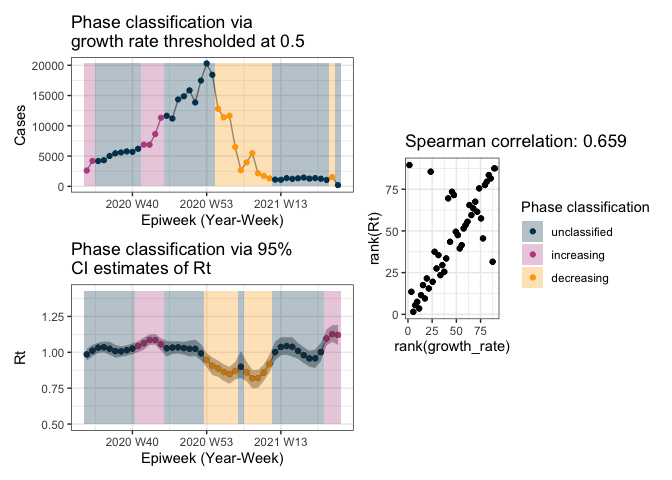 Phase classification via
growth rate thresholded at 0.5
20000
15000
10000
5000
0
Cases
2020 W40
2020 W53
2021 W13
Epiweek (Year-Week)
Phase classification via 95%
CI estimates of Rt
1.25
1.00
0.75
0.50
Rt
2020 W40
2020 W53
2021 W13
Epiweek (Year-Week)
Spearman correlation: 0.659
75
50
25
0
rank(Rt)
0
25
50
75
rank(growth_rate)
Phase classification
unclassified
increasing
decreasing